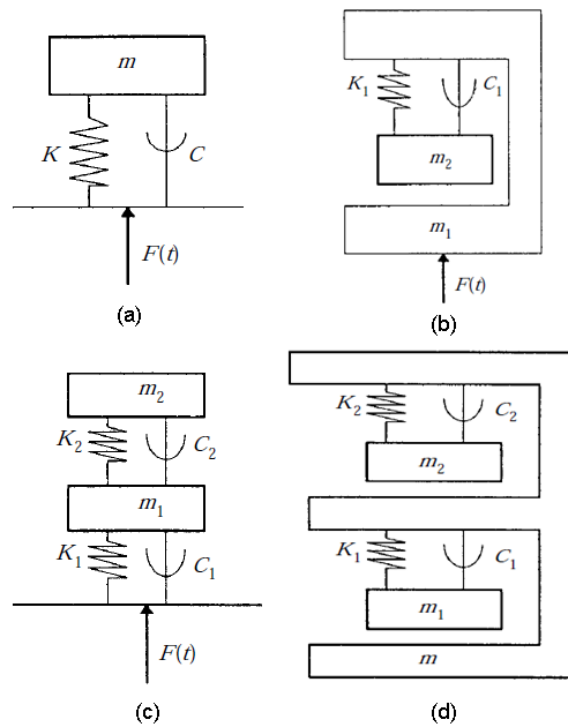 m
K
C
F(t)
(a)
K₁
C₁
m₂
m₁
F(t)
(b)
m₂
K₂
C₂
m₁
K₁
C₁
F(t)
(c)
K₂
C₂
m₂
K₁
C₁
m₁
m
(d)